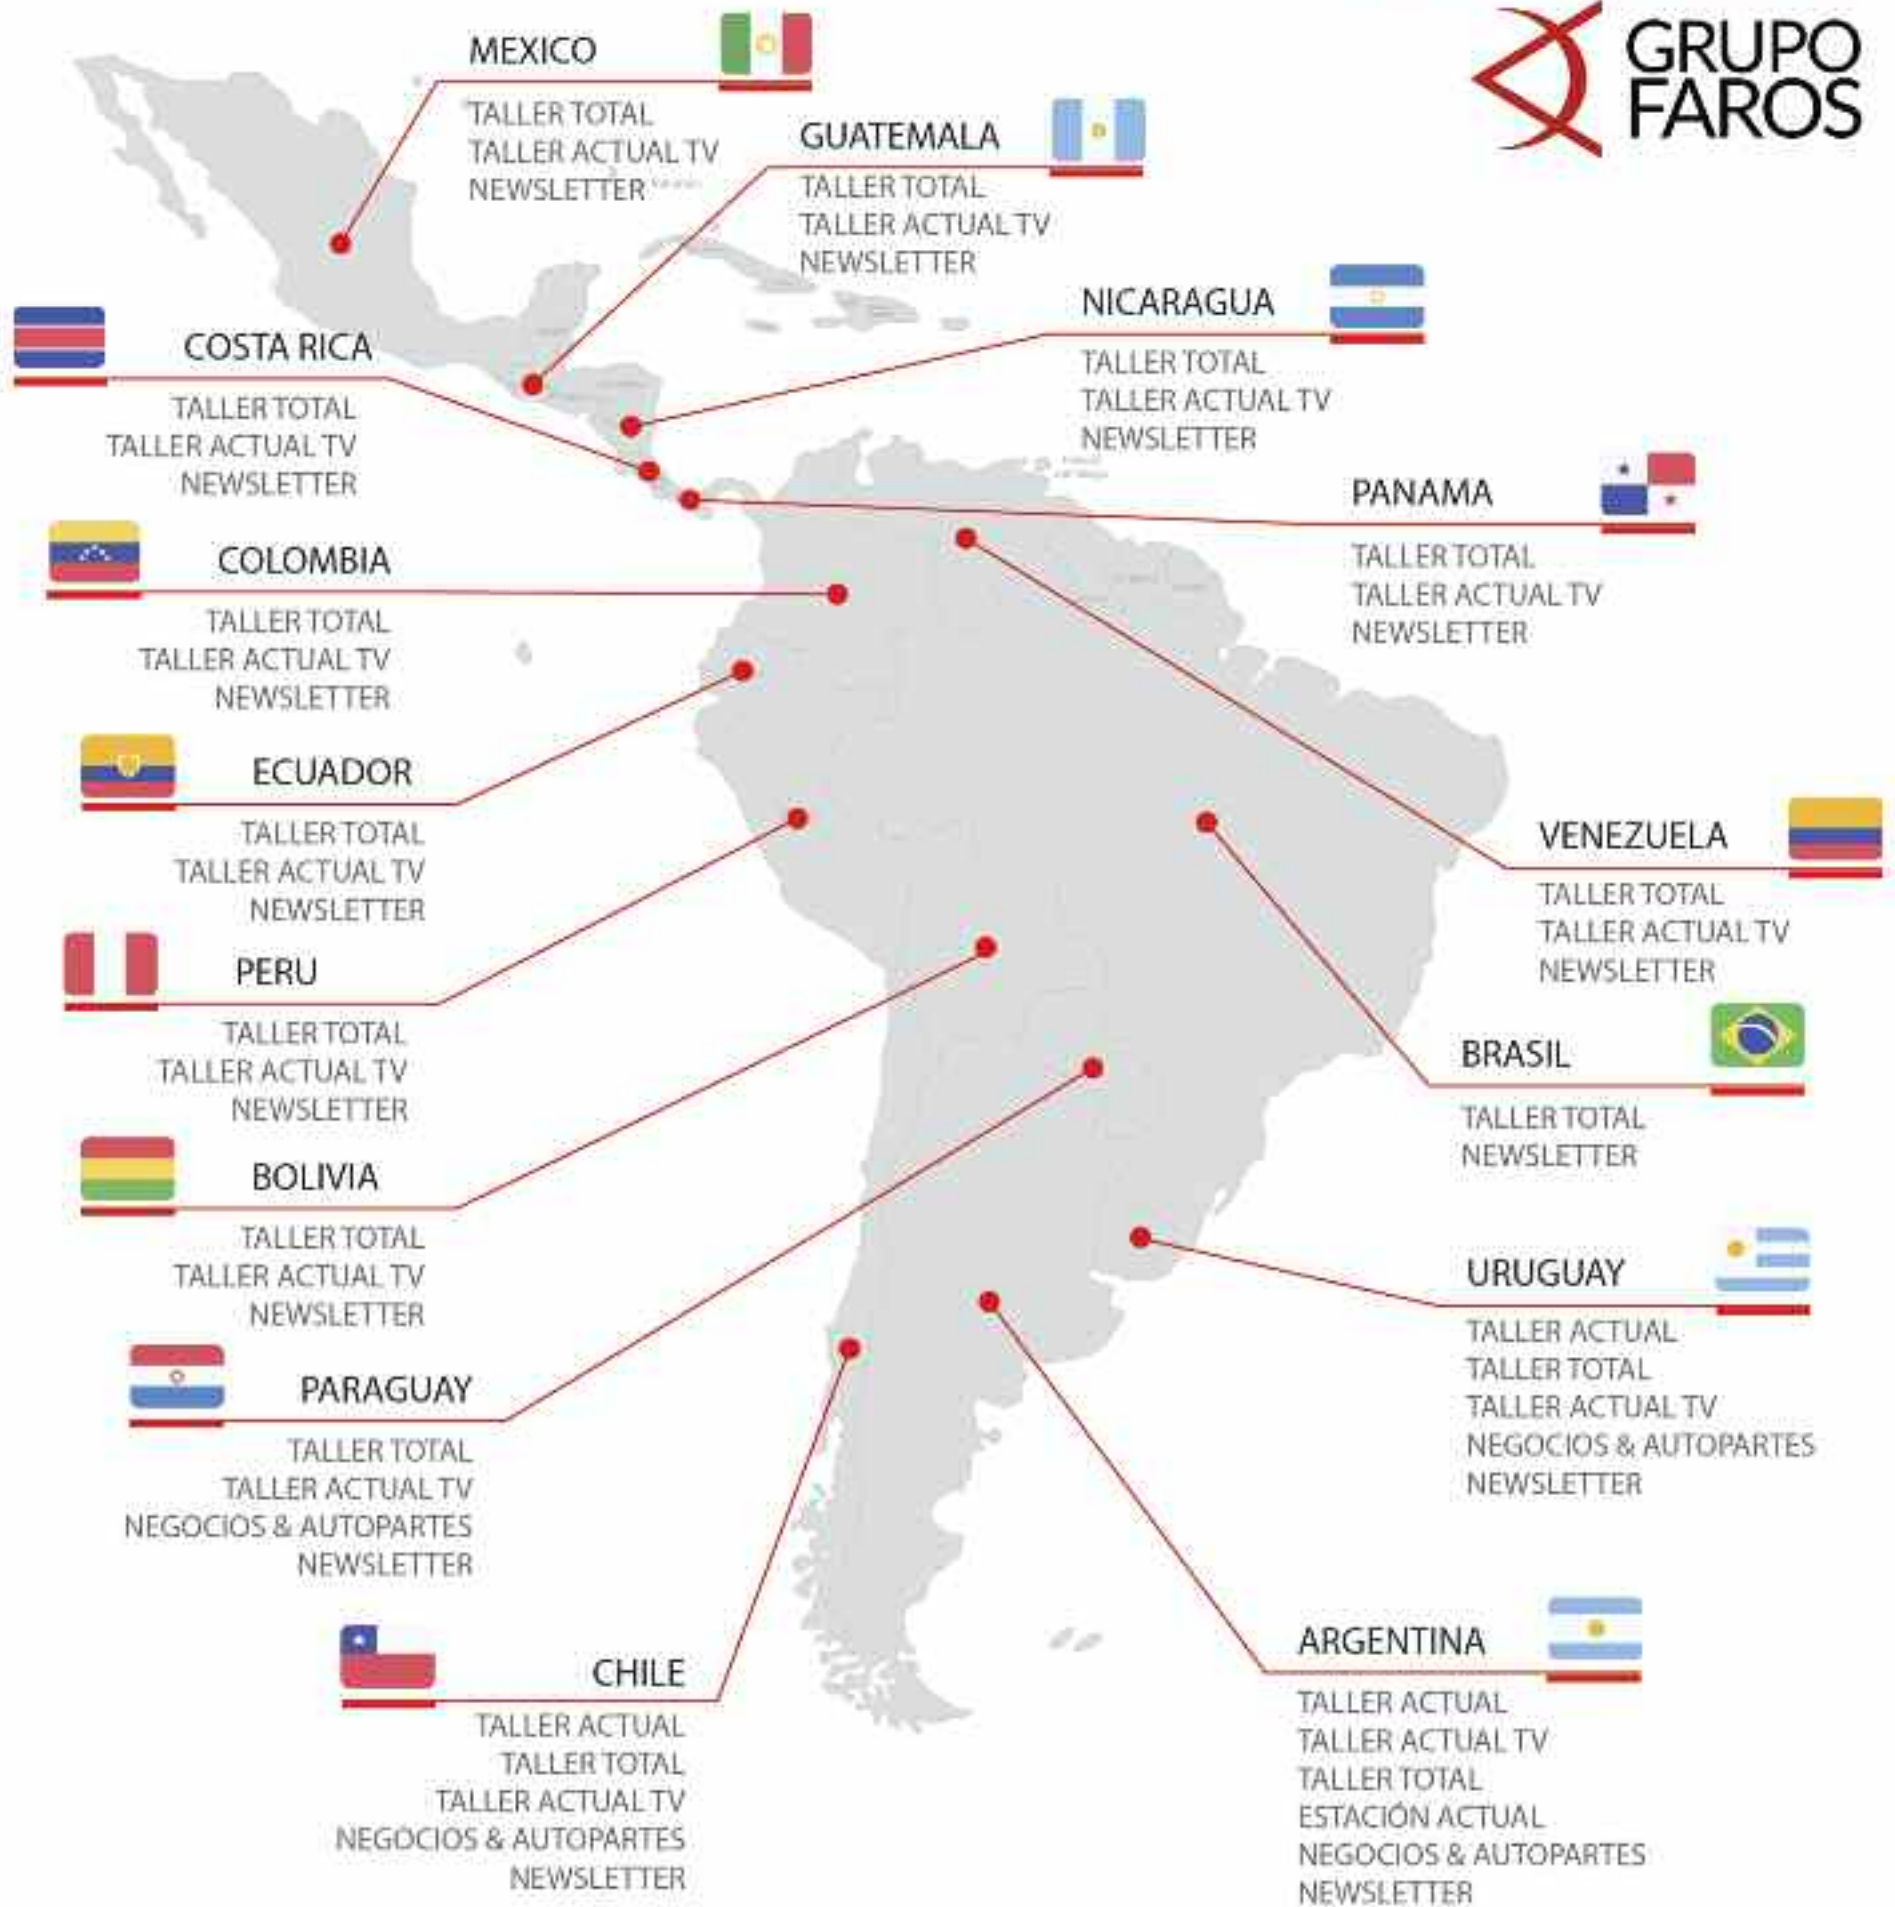 GRUPO
FAROS
MEXICO
TALLER TOTAL
TALLER ACTUAL TV
NEWSLETTER
GUATEMALA
TALLER TOTAL
TALLER ACTUAL TV
NEWSLETTER
NICARAGUA
TALLER TOTAL
TALLER ACTUAL TV
NEWSLETTER
COSTA RICA
TALLER TOTAL
TALLER ACTUAL TV
NEWSLETTER
PANAMA
TALLER TOTAL
TALLER ACTUAL TV
NEWSLETTER
COLOMBIA
TALLER TOTAL
TALLER ACTUAL TV
NEWSLETTER
ECUADOR
TALLER TOTAL
TALLER ACTUAL TV
NEWSLETTER
VENEZUELA
TALLER TOTAL
TALLER ACTUAL TV
NEWSLETTER
PERU
TALLER TOTAL
TALLER ACTUAL TV
NEWSLETTER
BRASIL
TALLER TOTAL
NEWSLETTER
BOLIVIA
TALLER TOTAL
TALLER ACTUAL TV
NEWSLETTER
URUGUAY
TALLER ACTUAL
TALLER TOTAL
TALLER ACTUAL TV
NEGOCIOS & AUTOPARTES
NEWSLETTER
PARAGUAY
TALLER TOTAL
TALLER ACTUAL TV
NEGOCIOS & AUTOPARTES
NEWSLETTER
CHILE
TALLER ACTUAL
TALLER TOTAL
TALLER ACTUAL TV
NEGOCIOS & AUTOPARTES
NEWSLETTER
ARGENTINA
TALLER ACTUAL
TALLER ACTUAL TV
TALLER TOTAL
ESTACIÓN ACTUAL
NEGOCIOS & AUTOPARTES
NEWSLETTER